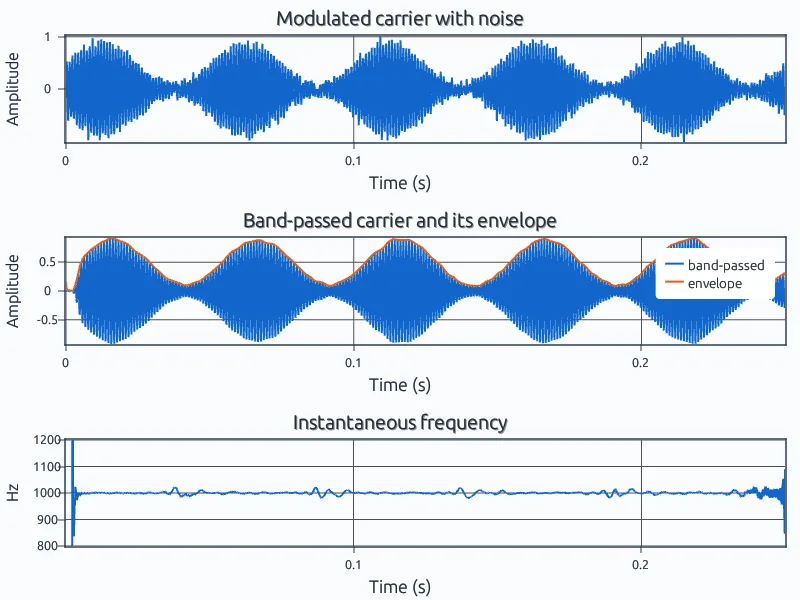 Modulated carrier with noise
Amplitude
1
0
0
0.1
0.2
Time (s)
Band-passed carrier and its envelope
Amplitude
0.5
0
-0.5
band-passed
envelope
0
0.1
0.2
Time (s)
Instantaneous frequency
Hz
1200
1100
1000
900
800
0.1
0.2
Time (s)